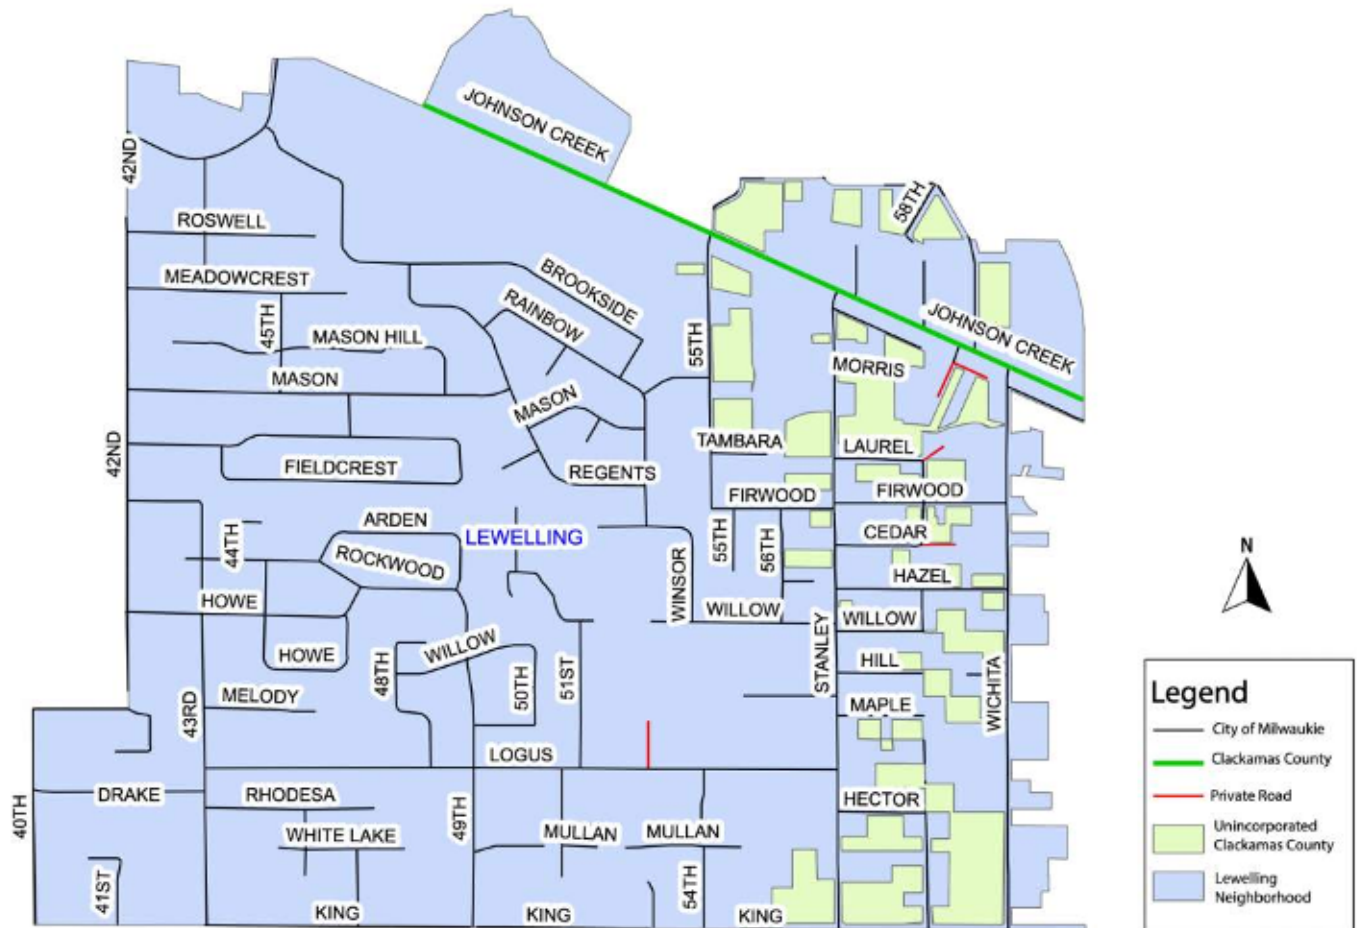 JOHNSON CREEK
42ND
58TH
ROSWELL
MEADOWCREST
BROOKSIDE
RAINBOW
45TH
MASON HILL
55TH
JOHNSON CREEK
MORRIS
MASON
MASON
42ND
TAMBARA
LAUREL
FIELDCREST
REGENTS
FIRWOOD
FIRWOOD
ARDEN
LEWELLING
44TH
ROCKWOOD
55TH
56TH
CEDAR
N
WINSOR
HAZEL
HOWE
WILLOW
WILLOW
HOWE
WILLOW
48TH
50TH
51ST
STANLEY
HILL
WICHITA
43RD
MELODY
MAPLE
LOGUS
40TH
DRAKE
RHODESA
49TH
HECTOR
WHITE LAKE
MULLAN
MULLAN
41ST
54TH
KING
KING
KING
Legend
City of Milwaukie
Clackamas County
Private Road
Unincorporated
Clackamas County
Lewelling
Neighborhood